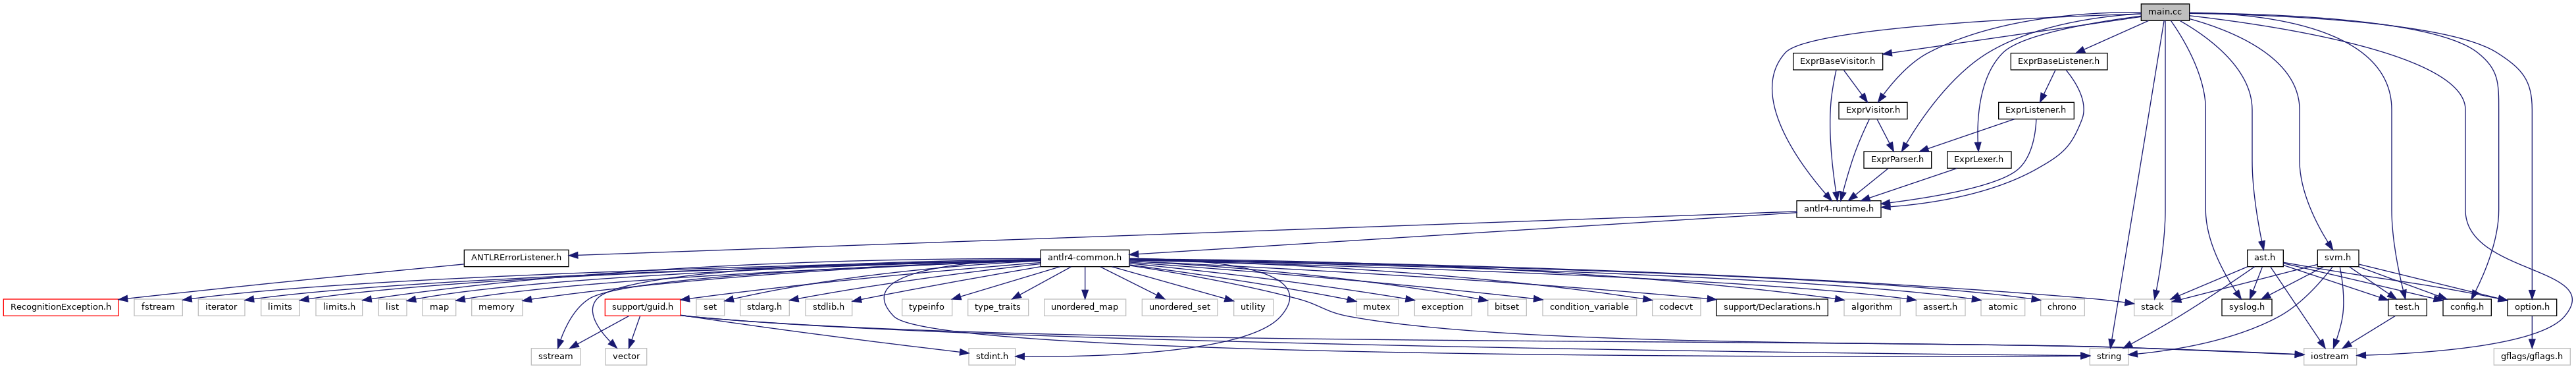 main.cc
ExprBaseVisitor.h
ExprBaseListener.h
ExprVisitor.h
ExprListener.h
ExprParser.h
ExprLexer.h
antlr4-runtime.h
ANTLRErrorListener.h
antlr4-common.h
ast.h
svm.h
RecognitionException.h
fstream
iterator
limits
limits.h
list
map
memory
support/guid.h
set
stdarg.h
stdlib.h
typeinfo
type_traits
unordered_map
unordered_set
utility
mutex
exception
bitset
condition_variable
codecvt
support/Declarations.h
algorithm
assert.h
atomic
chrono
stack
syslog.h
test.h
config.h
option.h
sstream
vector
stdint.h
string
iostream
gflags/gflags.h